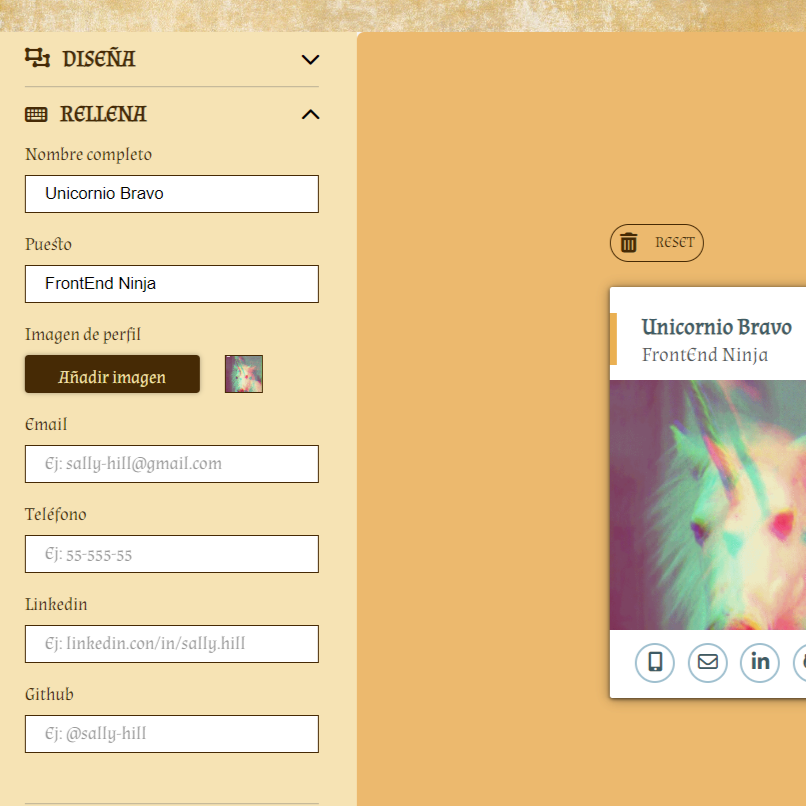 DISEÑA
RELLENA
Nombre completo
Unicornio Bravo
Puesto
FrontEnd Ninja
Imagen de perfil
Añadir imagen
Email
Ej: sally-hill@gmail.com
Teléfono
Ej: 55-555-55
Linkedin
Ej: linkedin.con/in/sally.hill
Github
Ej: @sally-hill
RESET
Unicornio Bravo
FrontEnd Ninja
in